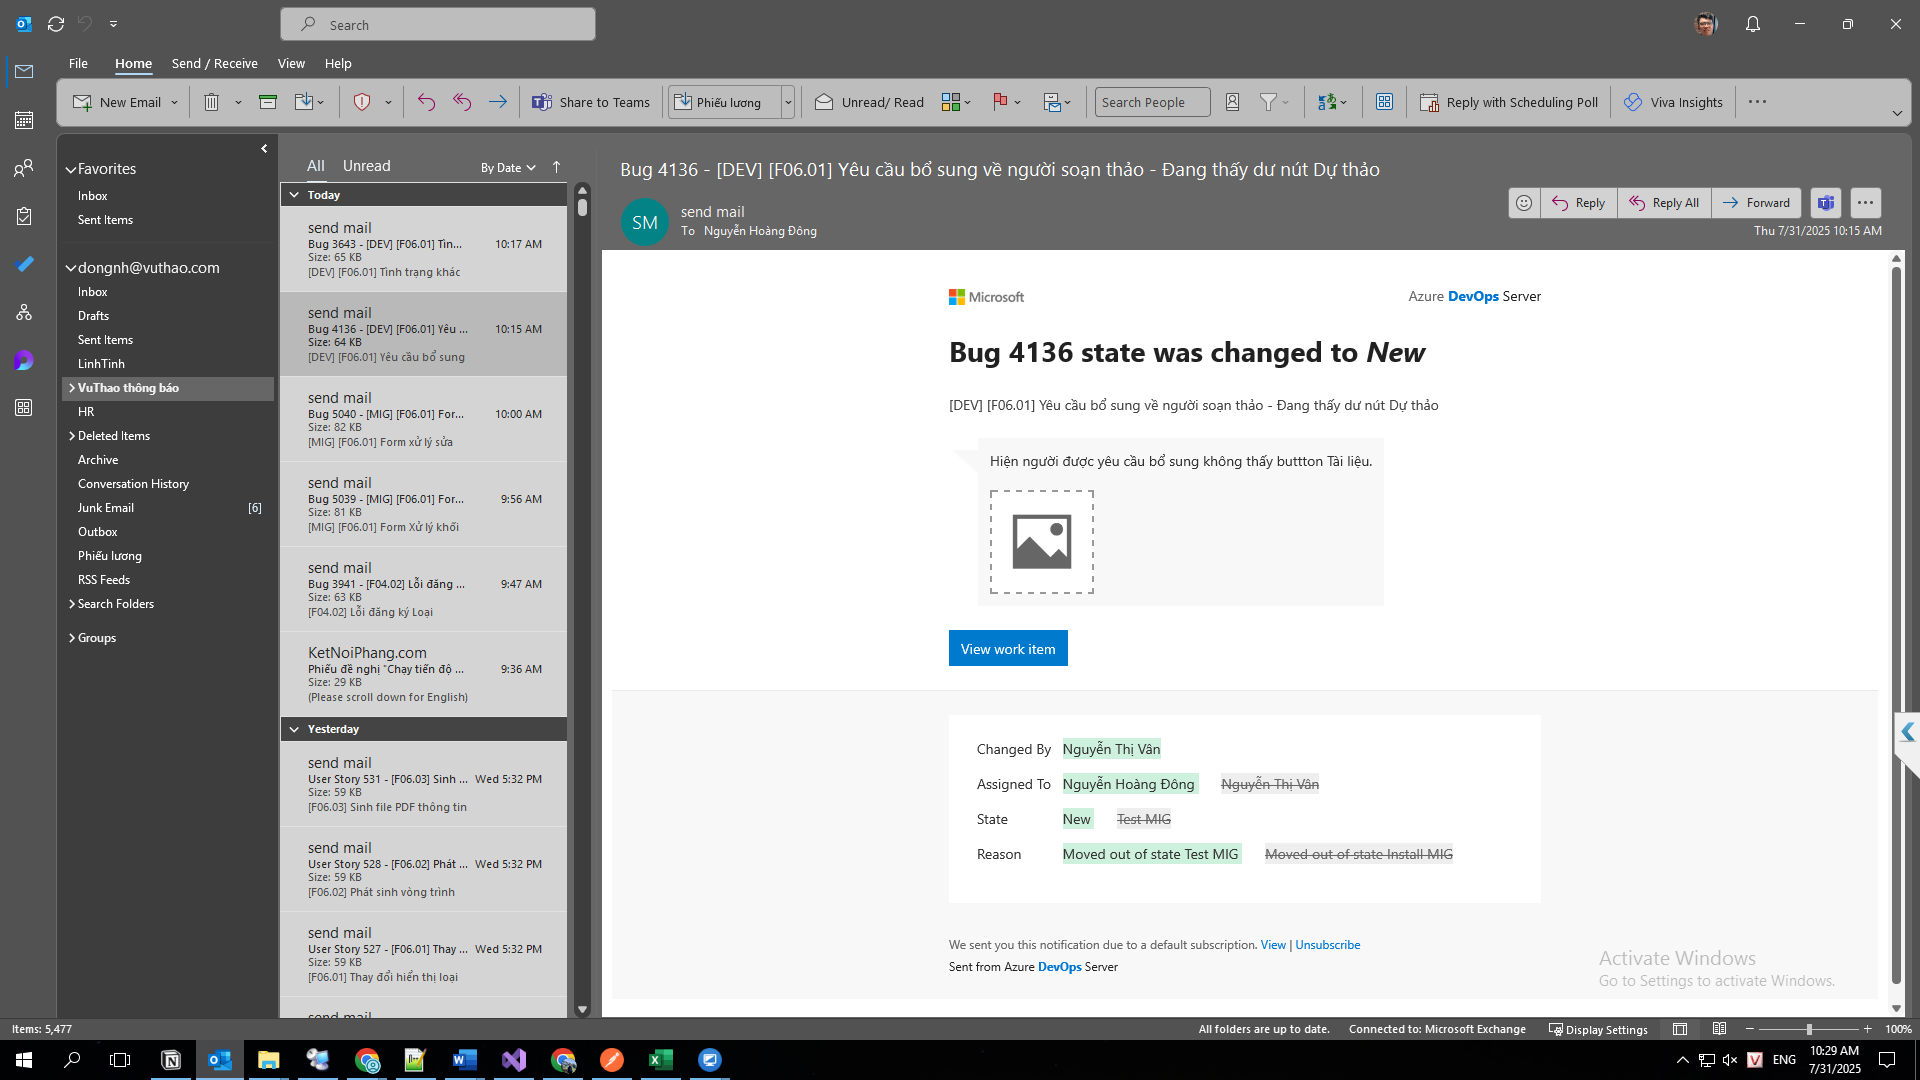 Search
File
Home
Send / Receive
View
Help
New Email
Share to Teams
Phiếu lương
Unread/ Read
Search People
Reply with Scheduling Poll
Viva Insights
Favorites
Inbox
Sent Items
dongnh@vuthao.com
Inbox
Drafts
Sent Items
LinhTinh
VuThao thông báo
HR
Deleted Items
Archive
Conversation History
Junk Email [6]
Outbox
Phiếu lương
RSS Feeds
Search Folders
Groups
All
Unread
By Date
Today
send mail
Bug 3643 - [DEV] [F06.01] Tìn... 10:17 AM
Size: 65 KB
[DEV] [F06.01] Tình trạng khác
send mail
Bug 4136 - [DEV] [F06.01] Yêu ... 10:15 AM
Size: 64 KB
[DEV] [F06.01] Yêu cầu bổ sung
send mail
Bug 5040 - [MIG] [F06.01] For... 10:00 AM
Size: 82 KB
[MIG] [F06.01] Form xử lý sửa
send mail
Bug 5039 - [MIG] [F06.01] For... 9:56 AM
Size: 81 KB
[MIG] [F06.01] Form Xử lý khối
send mail
Bug 3941 - [F04.02] Lỗi đăng ... 9:47 AM
Size: 63 KB
[F04.02] Lỗi đăng ký Loại
KetNoiPhang.com
Phiếu đề nghị "Chạy tiến độ ... 9:36 AM
Size: 29 KB
(Please scroll down for English)
Yesterday
send mail
User Story 531 - [F06.03] Sinh ... Wed 5:32 PM
Size: 59 KB
[F06.03] Sinh file PDF thông tin
send mail
User Story 528 - [F06.02] Phát ... Wed 5:32 PM
Size: 59 KB
[F06.02] Phát sinh vòng trình
send mail
User Story 527 - [F06.01] Thay ... Wed 5:32 PM
Size: 59 KB
[F06.01] Thay đổi hiển thị loại
send mail
Bug 4136 - [DEV] [F06.01] Yêu cầu bổ sung về người soạn thảo - Đang thấy dư nút Dự thảo
SM
send mail
To Nguyễn Hoàng Đông
Reply
Reply All
Forward
Thu 7/31/2025 10:15 AM
Microsoft
Azure DevOps Server
Bug 4136 state was changed to New
[DEV] [F06.01] Yêu cầu bổ sung về người soạn thảo - Đang thấy dư nút Dự thảo
Hiện người được yêu cầu bổ sung không thấy buttton Tài liệu.
View work item
Changed By Nguyễn Thị Vân
Assigned To Nguyễn Hoàng Đông Nguyễn Thị Vân
State New Test MIG
Reason Moved out of state Test MIG Moved out of state Install MIG
We sent you this notification due to a default subscription. View | Unsubscribe
Sent from Azure DevOps Server
Activate Windows
Go to Settings to activate Windows.
Items: 5,477
All folders are up to date.
Connected to: Microsoft Exchange
Display Settings
100%
ENG
10:29 AM
7/31/2025